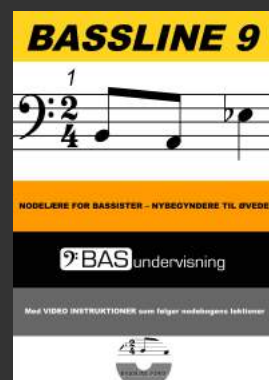 BASSLINE 9
1
2
4
NODELÆRE FOR BASSISTER – NYBEGYNDERE TIL ØVEDE
BASundervisning
Med VIDEO INSTRUKTIONER som følger nodebogens lektioner